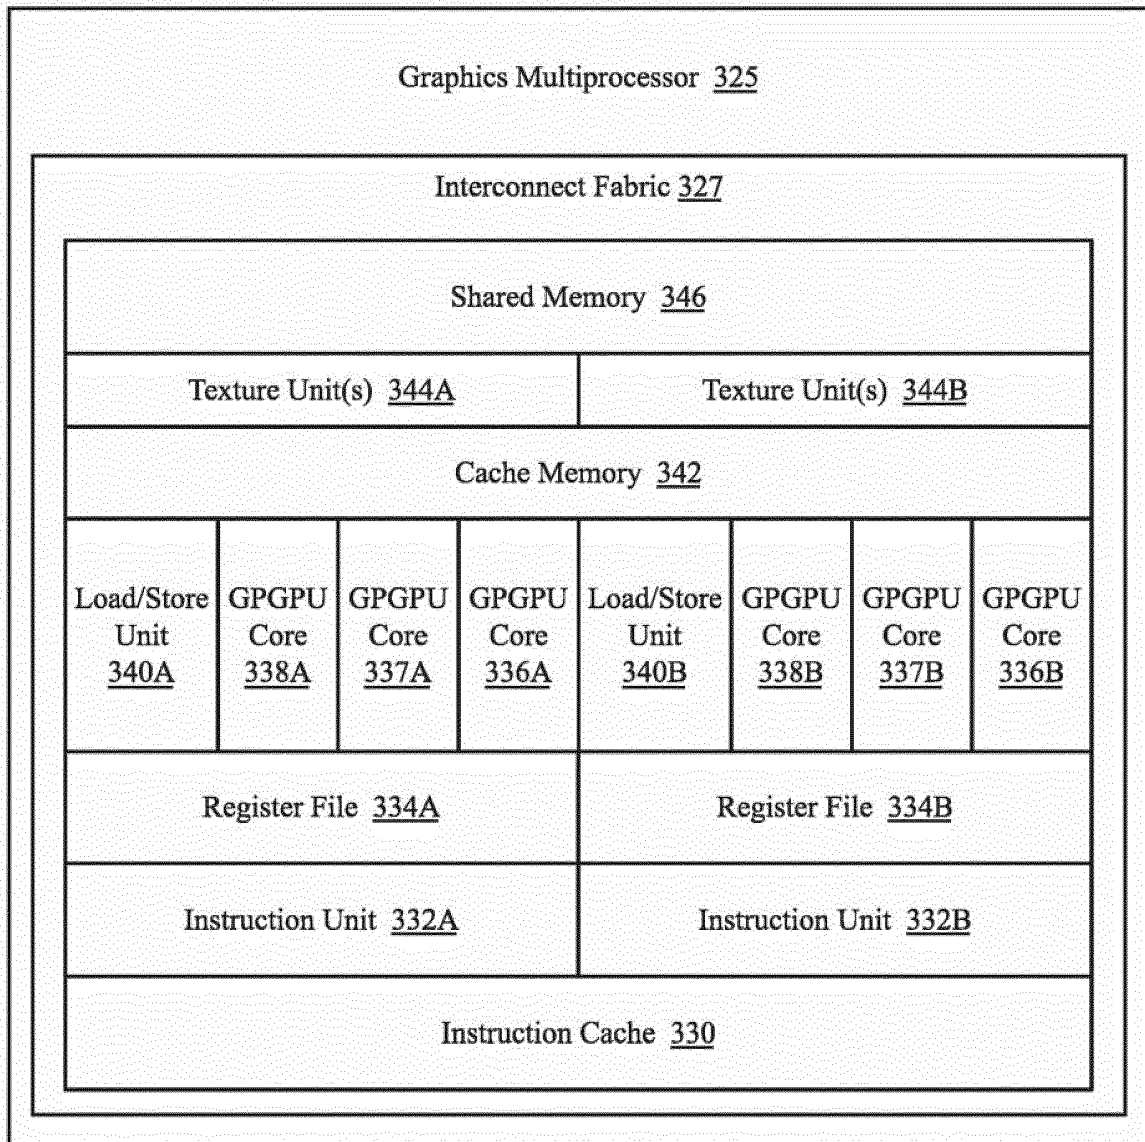 Graphics Multiprocessor 325
Interconnect Fabric 327
Shared Memory 346
Texture Unit(s) 344A
Texture Unit(s) 344B
Cache Memory 342
Load/Store
Unit
340A
GPGPU
Core
338A
GPGPU
Core
337A
GPGPU
Core
336A
Load/Store
Unit
340B
GPGPU
Core
338B
GPGPU
Core
337B
GPGPU
Core
336B
Register File 334A
Register File 334B
Instruction Unit 332A
Instruction Unit 332B
Instruction Cache 330